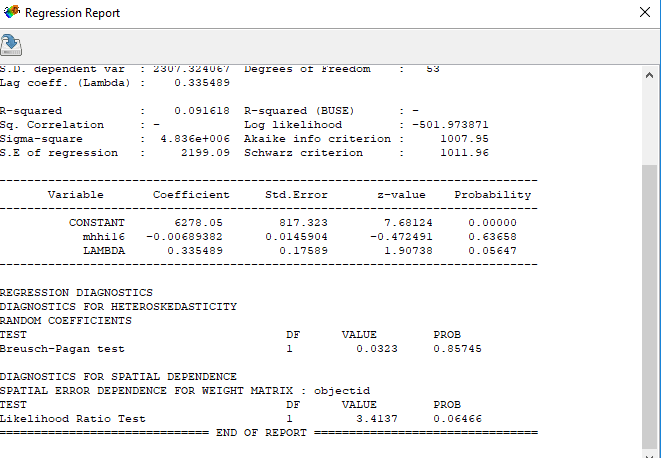 Regression Report
S.D. dependent var : 2307.324067 Degrees of Freedom : 53
Lag coeff. (Lambda) : 0.335489
R-squared : 0.091618 R-squared (BUSE) : -
Sq. Correlation : - Log likelihood : -501.973871
Sigma-square : 4.836e+006 Akaike info criterion : 1007.95
S.E of regression : 2199.09 Schwarz criterion : 1011.96
-----------------------------------------------------------------------------
Variable Coefficient Std.Error z-value Probability
-----------------------------------------------------------------------------
CONSTANT 6278.05 817.323 7.68124 0.00000
mhhi16 -0.00689382 0.0145904 -0.472491 0.63658
LAMBDA 0.335489 0.17589 1.90738 0.05647
-----------------------------------------------------------------------------
REGRESSION DIAGNOSTICS
DIAGNOSTICS FOR HETEROSKEDASTICITY
RANDOM COEFFICIENTS
TEST DF VALUE PROB
Breusch-Pagan test 1 0.0323 0.85745
DIAGNOSTICS FOR SPATIAL DEPENDENCE
SPATIAL ERROR DEPENDENCE FOR WEIGHT MATRIX : objectid
TEST DF VALUE PROB
Likelihood Ratio Test 1 3.4137 0.06466
============================== END OF REPORT ================================